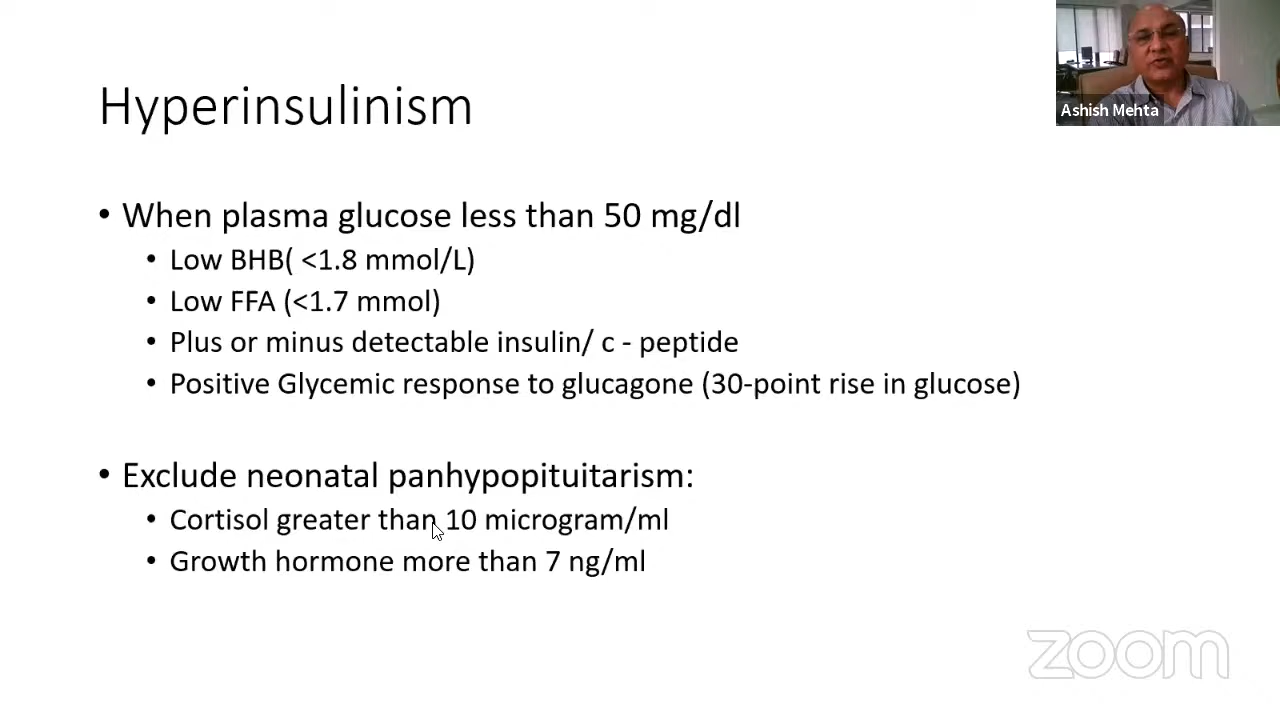 Hyperinsulinism
Ashish Mehta
• When plasma glucose less than 50 mg/dl
• Low BHB( <1.8 mmol/L)
• Low FFA (<1.7 mmol)
• Plus or minus detectable insulin/ c - peptide
• Positive Glycemic response to glucagone (30-point rise in glucose)
• Exclude neonatal panhypopituitarism:
• Cortisol greater than 10 microgram/ml
• Growth hormone more than 7 ng/ml
zoom